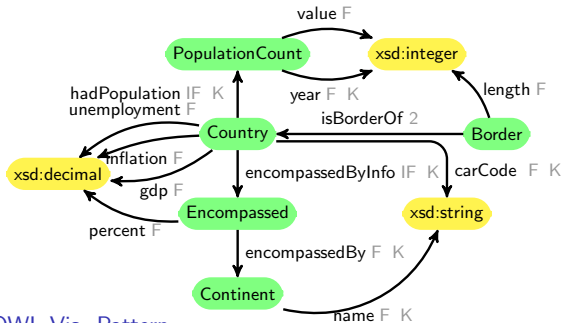 value F
PopulationCount
xsd:integer
hadPopulation IF K
year F K
length F
unemployment F
isBorderOf 2
Country
Border
inflation F
xsd:decimal
encompassedByInfo IF K
carCode F K
gdp F
Encompassed
xsd:string
percent F
encompassedBy F K
Continent
name F K